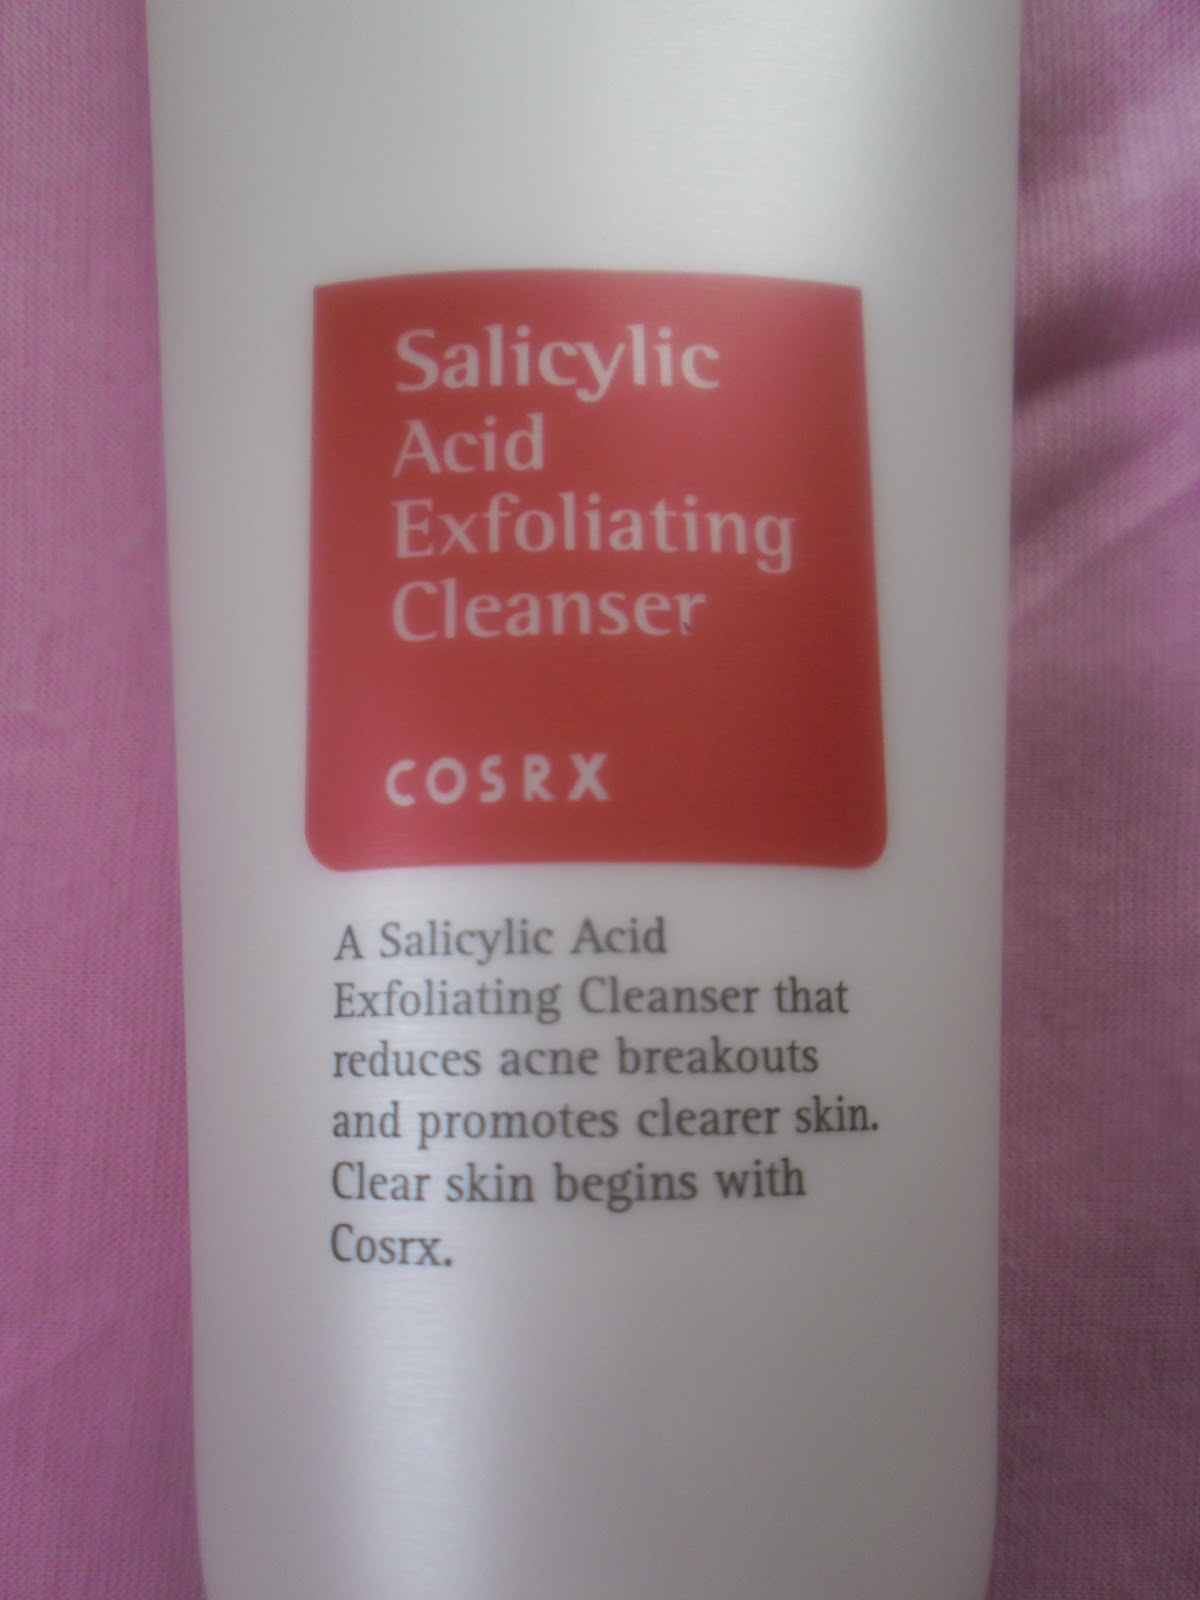 Salicylic
Acid
Exfoliating
Cleanser
COSRX
A Salicylic Acid
Exfoliating Cleanser that
reduces acne breakouts
and promotes clearer skin.
Clear skin begins with
Cosrx.